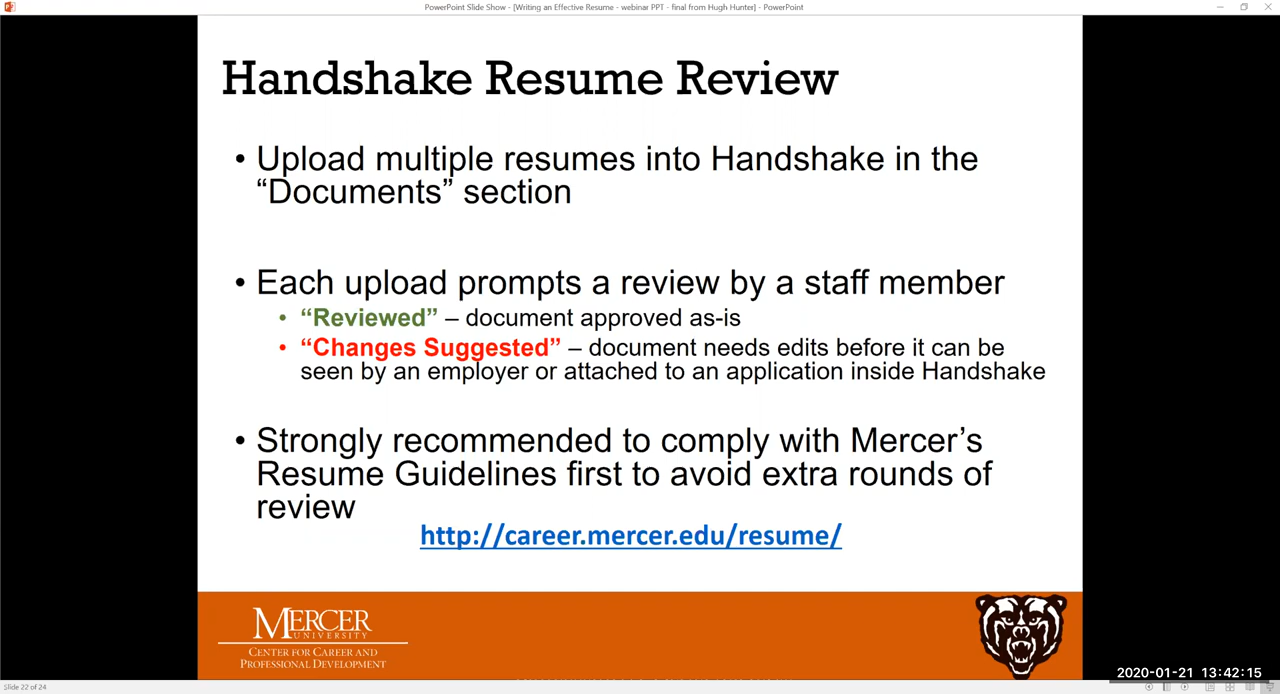 PowerPoint Slide Show - [Writing an Effective Resume - webinar PPT - final from Hugh Hunter] - PowerPoint
Handshake Resume Review
• Upload multiple resumes into Handshake in the
“Documents” section
• Each upload prompts a review by a staff member
• “Reviewed” – document approved as-is
• “Changes Suggested” – document needs edits before it can be
seen by an employer or attached to an application inside Handshake
• Strongly recommended to comply with Mercer’s
Resume Guidelines first to avoid extra rounds of
review
http://career.mercer.edu/resume/
MERCER
UNIVERSITY
CENTER FOR CAREER AND
PROFESSIONAL DEVELOPMENT
2020-01-21 13:42:15
Slide 22 of 24